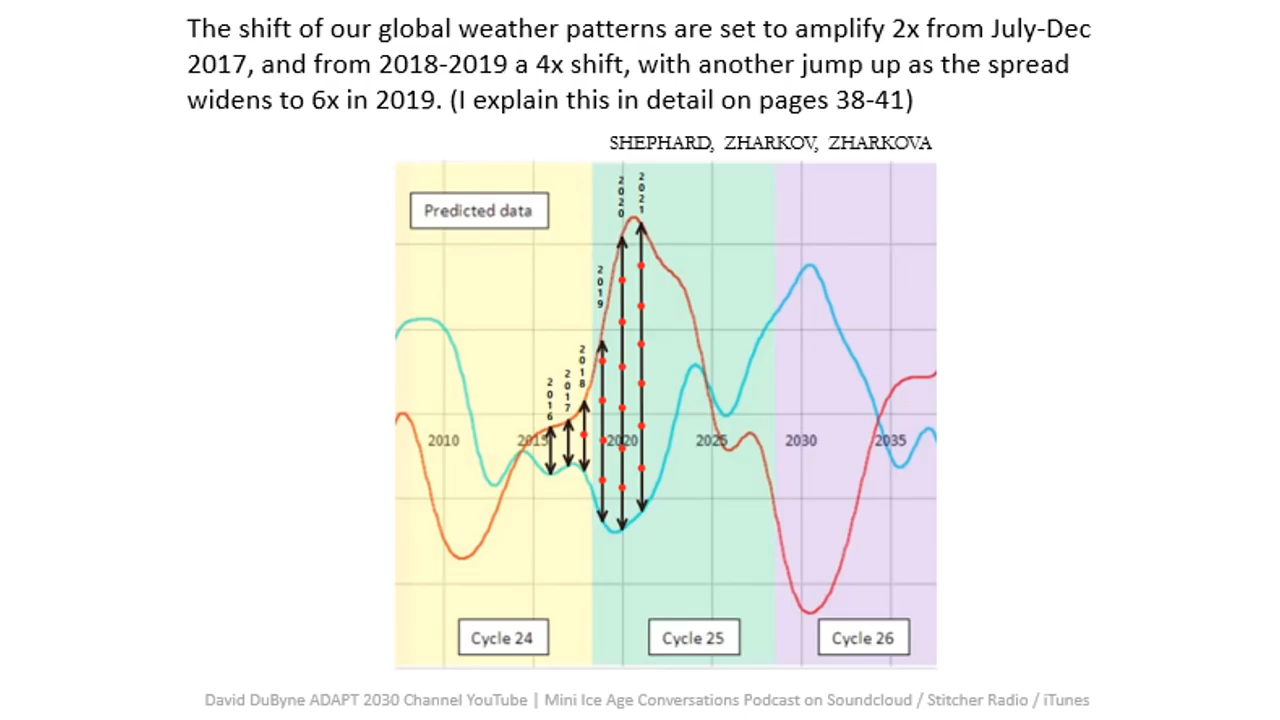 The shift of our global weather patterns are set to amplify 2x from July-Dec
2017, and from 2018-2019 a 4x shift, with another jump up as the spread
widens to 6x in 2019. (I explain this in detail on pages 38-41)
SHEPHARD, ZHARKOV, ZHARKOVA
Predicted data
2016
2017
2018
2019
2020
2021
2010 2015 2020 2025 2030 2035
Cycle 24 Cycle 25 Cycle 26
David DuByne ADAPT 2030 Channel YouTube | Mini Ice Age Conversations Podcast on Soundcloud / Stitcher Radio / iTunes